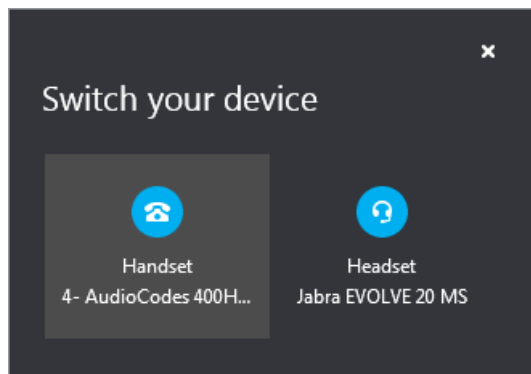 Switch your device
Handset
4- AudioCodes 400H...
Headset
Jabra EVOLVE 20 MS